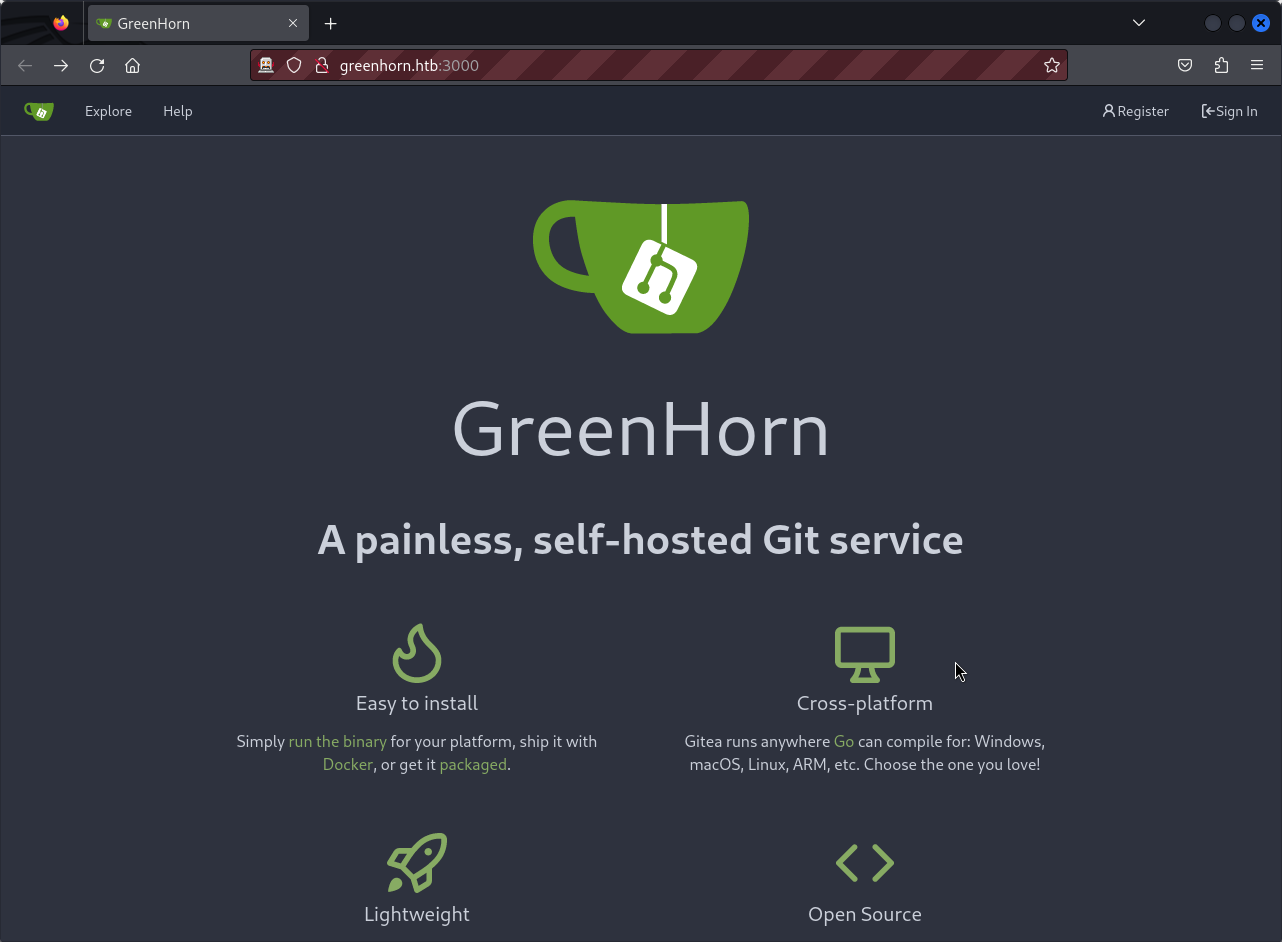 GreenHorn
greenhorn.htb:3000
Explore Help Register Sign In
GreenHorn
A painless, self-hosted Git service
Easy to install
Simply run the binary for your platform, ship it with
Docker, or get it packaged.
Cross-platform
Gitea runs anywhere Go can compile for: Windows,
macOS, Linux, ARM, etc. Choose the one you love!
Lightweight
Open Source